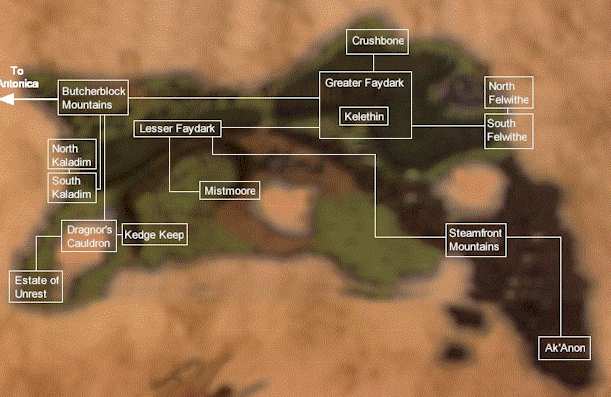 Crushbone
To
Antonica
Butcherblock
Mountains
Greater Faydark
North
Felwithe
Kelethin
Lesser Faydark
South
Felwithe
North
Kaladim
South
Kaladim
Mistmoore
Dragnor's
Cauldron
Kedge Keep
Steamfront
Mountains
Estate of
Unrest
Ak'Anon